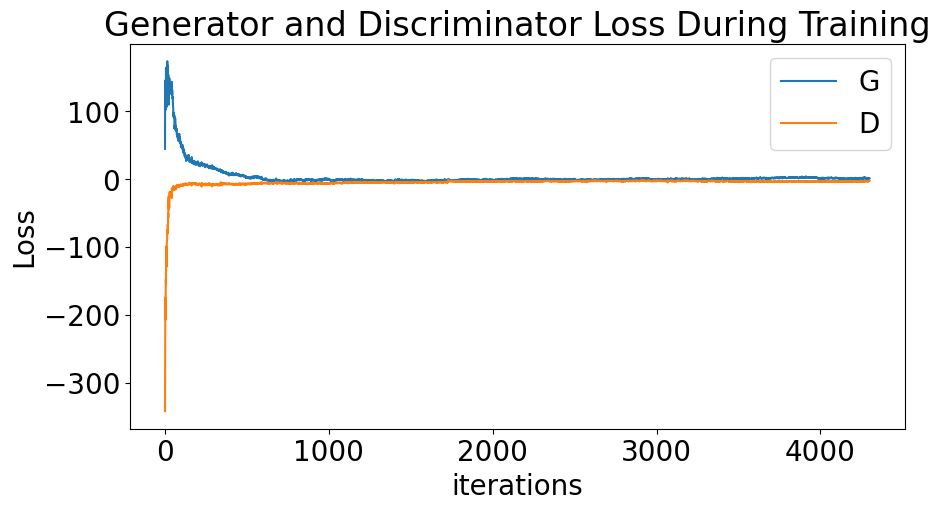 Generator and Discriminator Loss During Training
G
D
100
0
−100
−200
−300
Loss
0 1000 2000 3000 4000
iterations